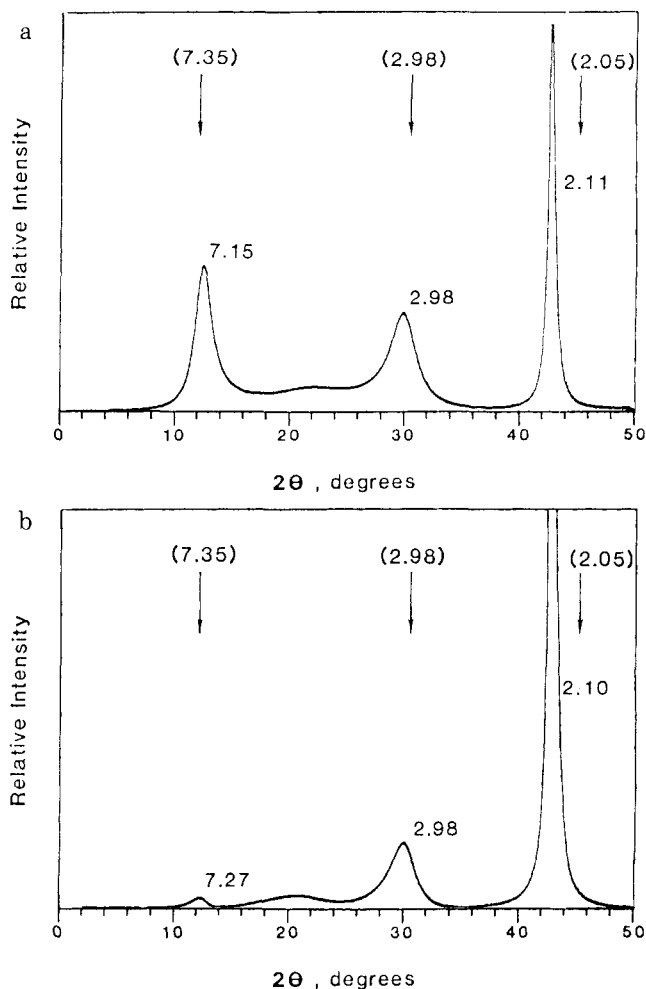 a
(7.35) (2.98) (2.05)
Relative Intensity
7.15
2.98
2.11
0 10 20 30 40 50
2Θ , degrees
b
(7.35) (2.98) (2.05)
Relative Intensity
7.27
2.98
2.10
0 10 20 30 40 50
2Θ , degrees